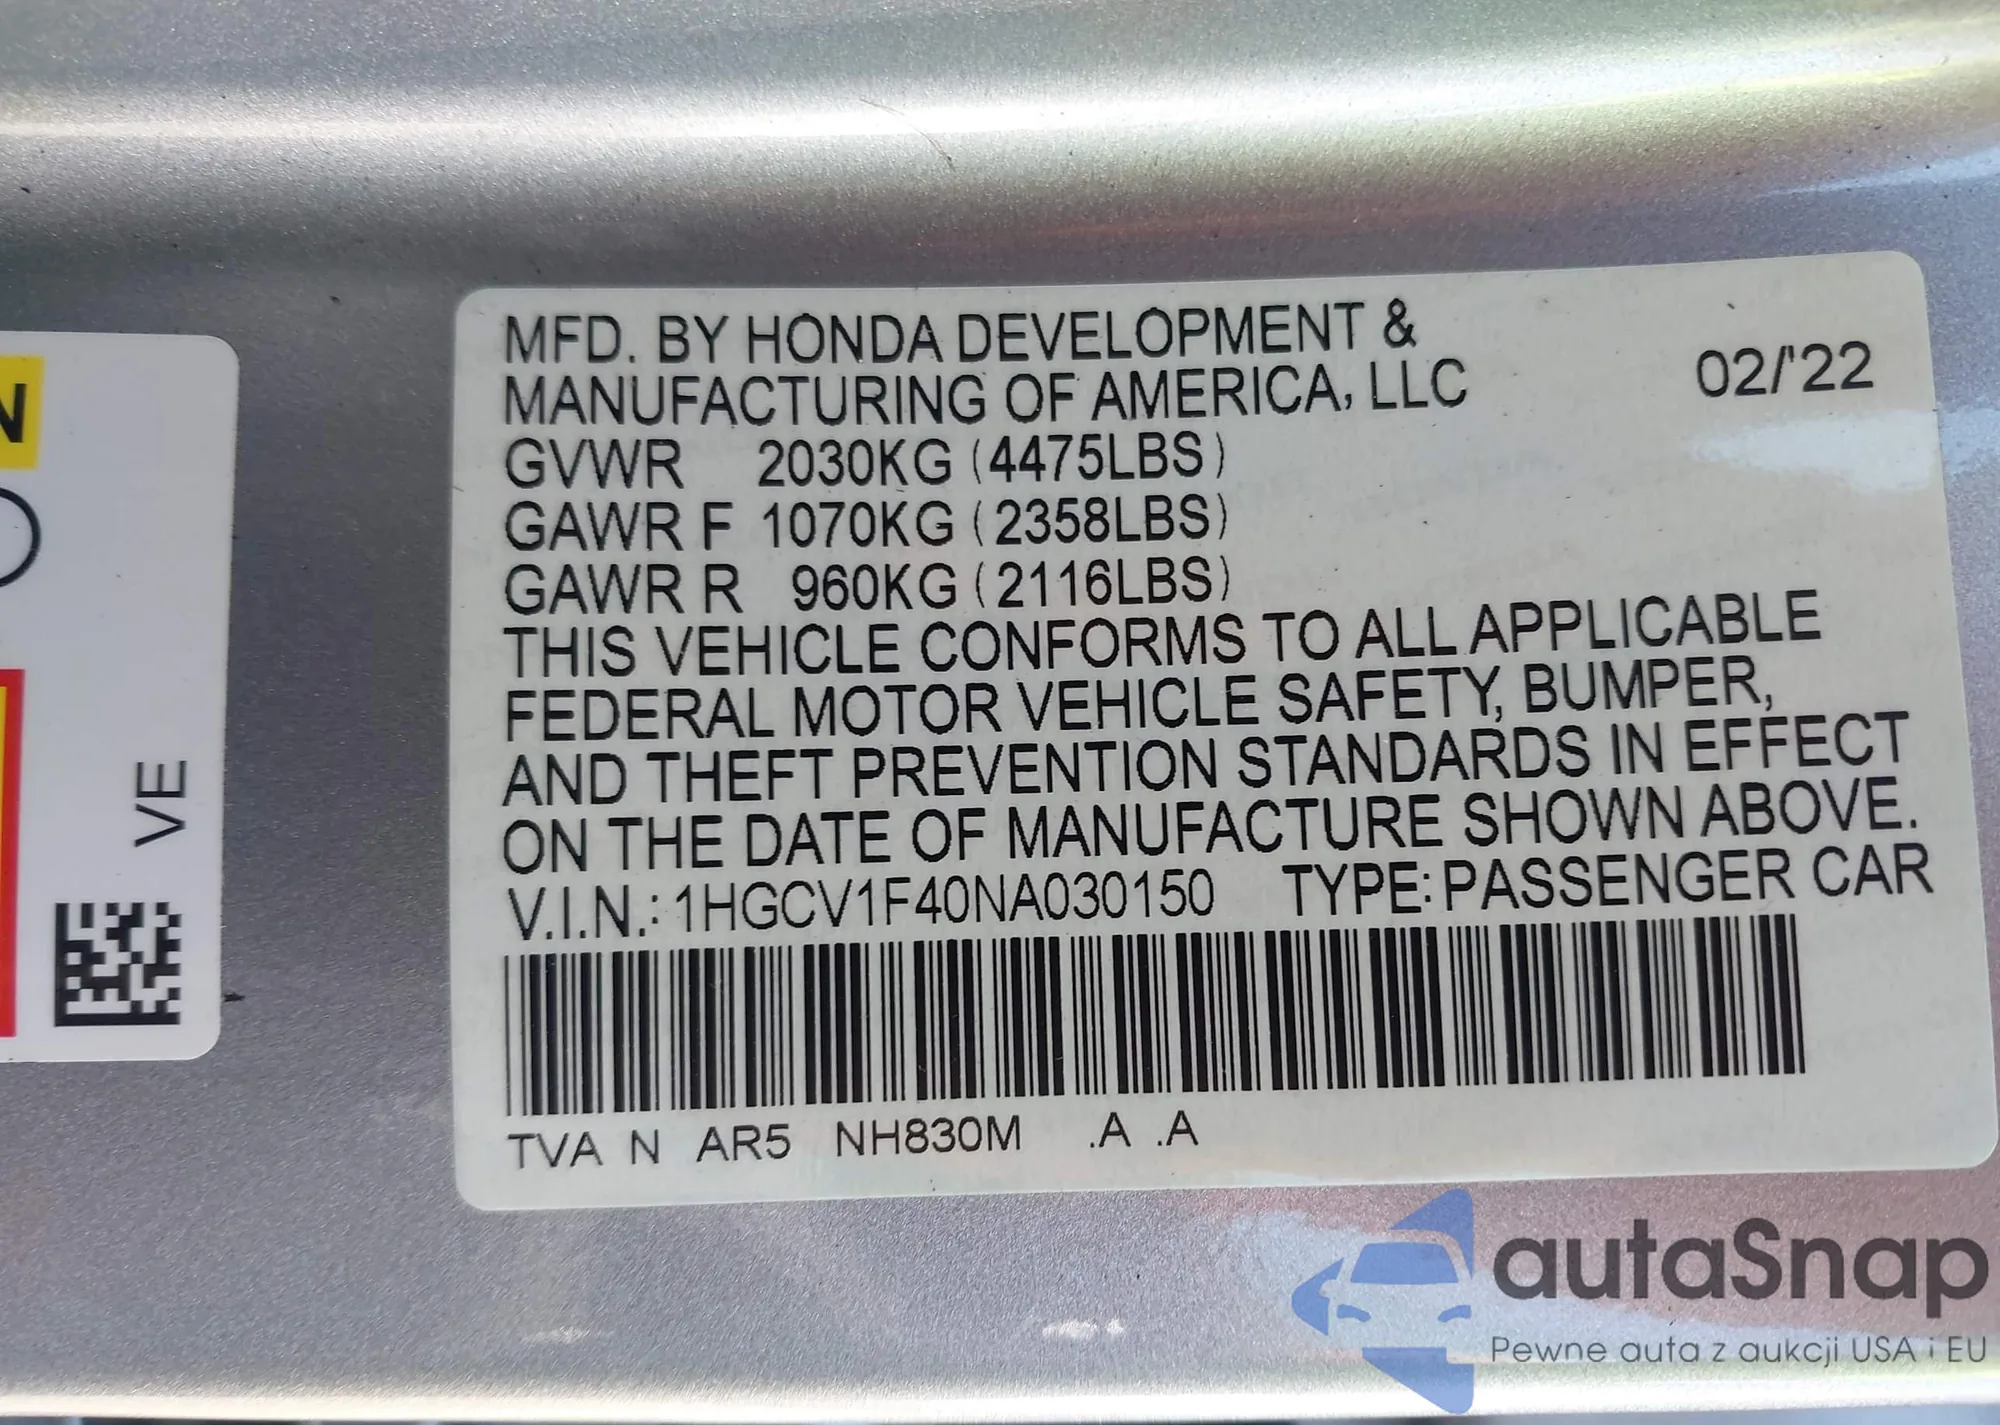 MFD. BY HONDA DEVELOPMENT &
MANUFACTURING OF AMERICA, LLC 02/'22
GVWR 2030KG (4475LBS)
GAWR F 1070KG (2358LBS)
GAWR R 960KG (2116LBS)
THIS VEHICLE CONFORMS TO ALL APPLICABLE
FEDERAL MOTOR VEHICLE SAFETY, BUMPER,
AND THEFT PREVENTION STANDARDS IN EFFECT
ON THE DATE OF MANUFACTURE SHOWN ABOVE.
V.I.N.: 1HGCV1F40NA030150 TYPE: PASSENGER CAR
TVA N AR5 NH830M .A .A
N
VE
autaSnap
Pewne auta z aukcji USA i EU